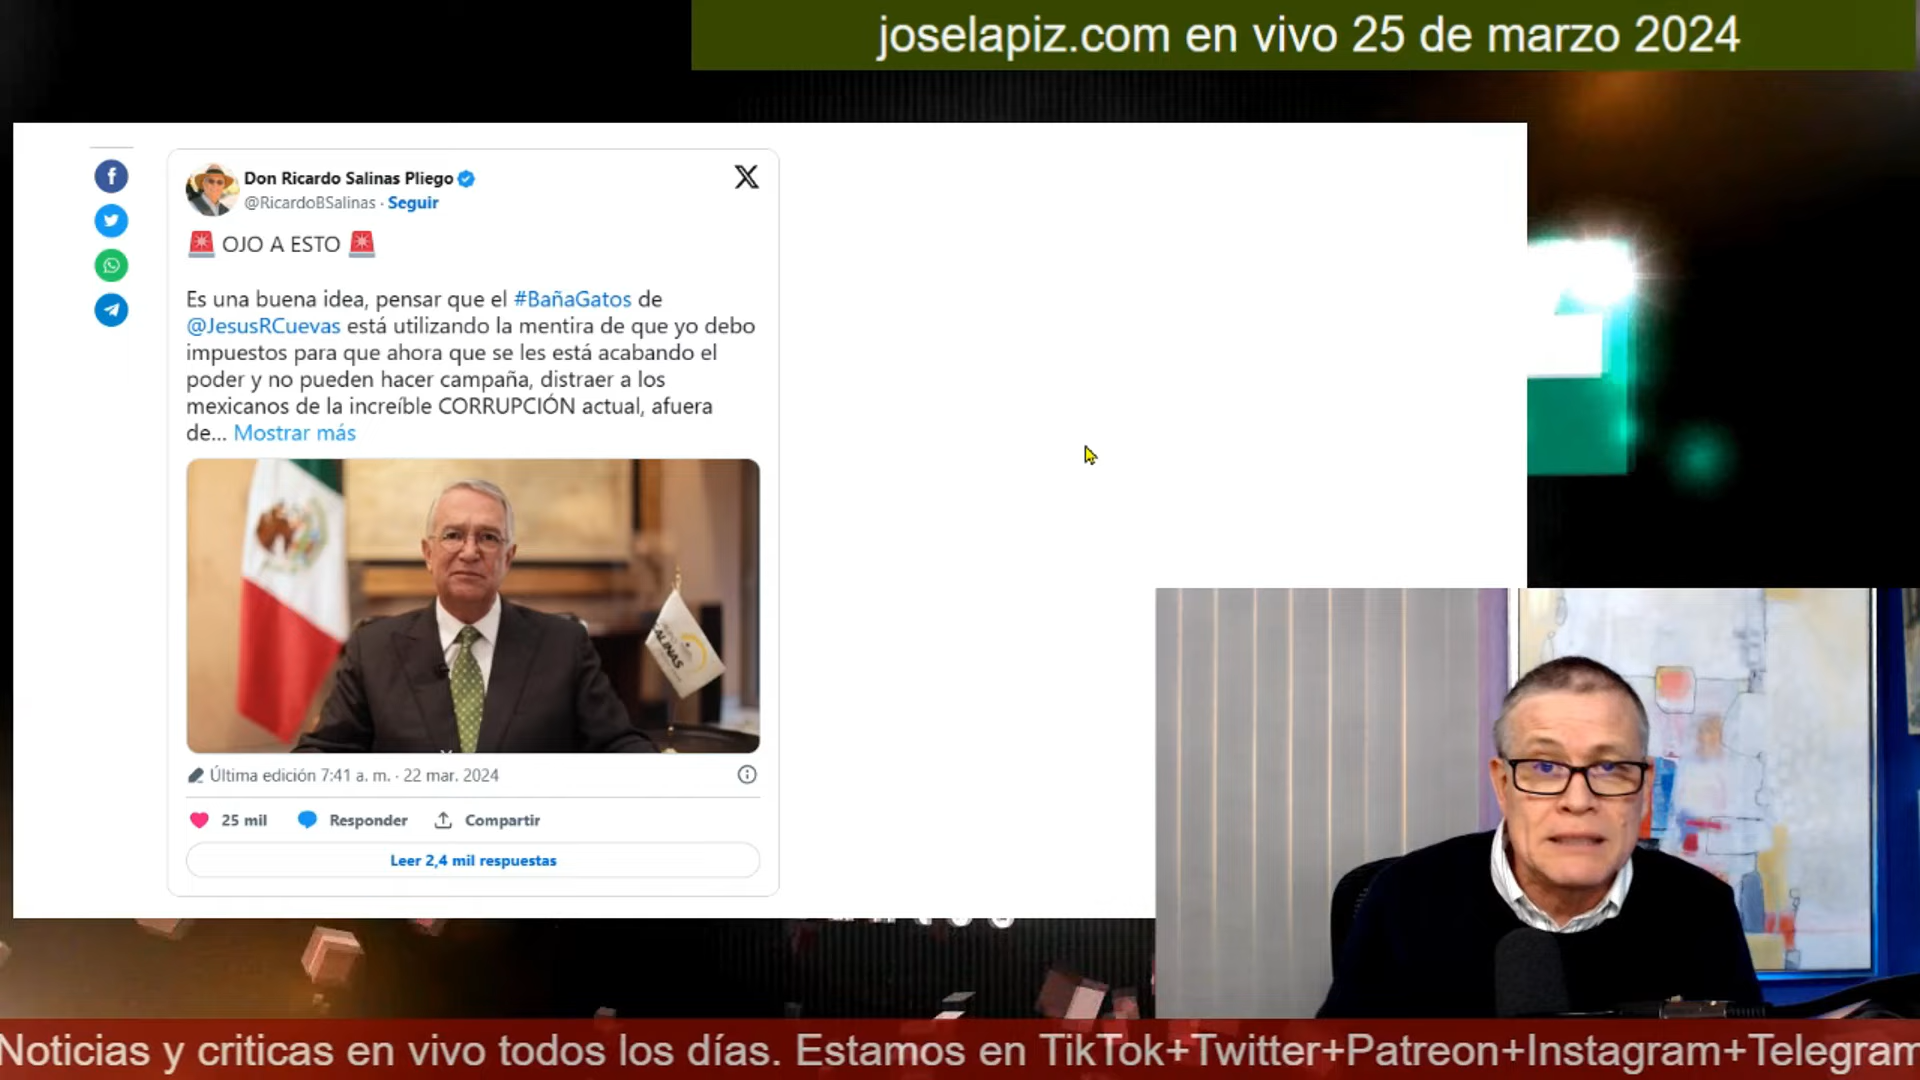 joselapiz.com en vivo 25 de marzo 2024
Don Ricardo Salinas Pliego
@RicardoBSalinas · Seguir
OJO A ESTO
Es una buena idea, pensar que el #BañaGatos de
@JesusRCuevas está utilizando la mentira de que yo debo
impuestos para que ahora que se les está acabando el
poder y no pueden hacer campaña, distraer a los
mexicanos de la increíble CORRUPCIÓN actual, afuera
de... Mostrar más
SALINAS
Última edición 7:41 a. m. · 22 mar. 2024
25 mil
Responder
Compartir
Leer 2,4 mil respuestas
Noticias y criticas en vivo todos los días. Estamos en TikTok+Twitter+Patreon+Instagram+Telegram